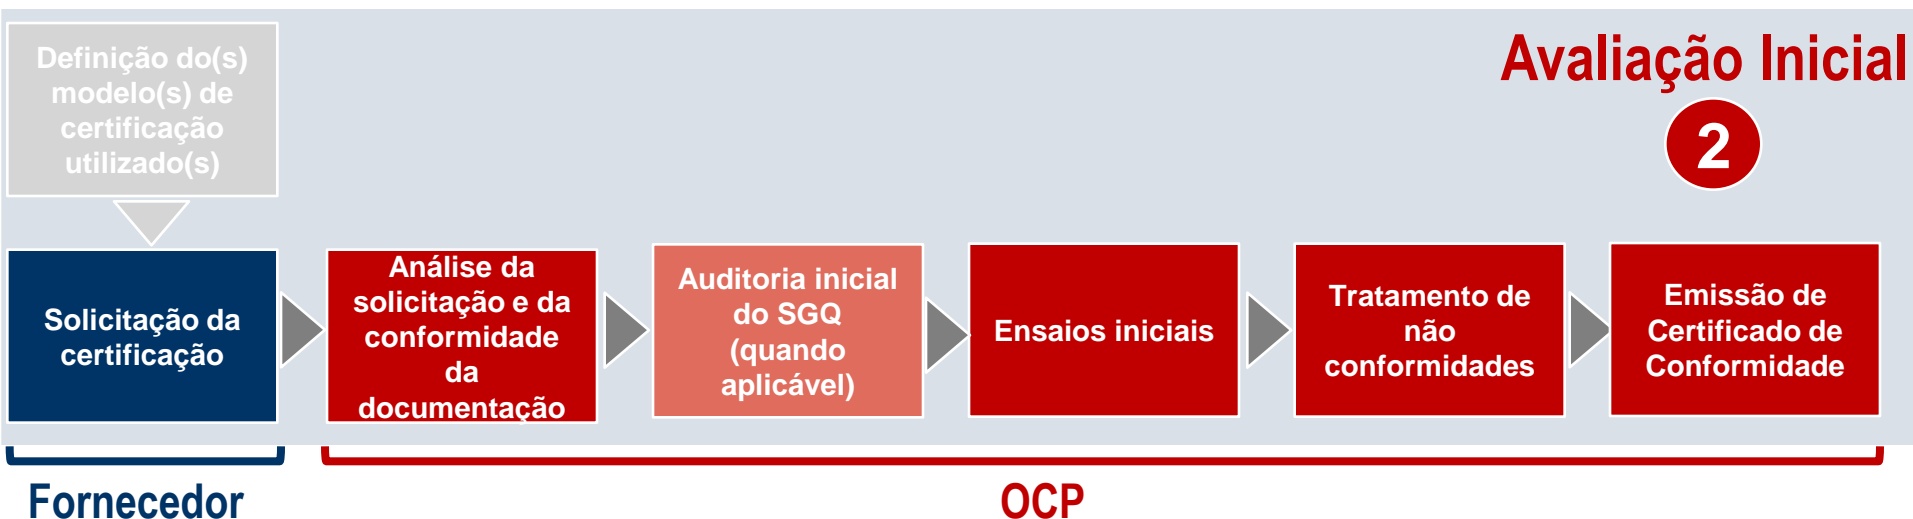 Definição do(s)
modelo(s) de
certificação
utilizado(s)
Avaliação Inicial
2
Solicitação da
certificação
Análise da
solicitação e da
conformidade
da
documentação
Auditoria inicial
do SGQ
(quando
aplicável)
Ensaios iniciais
Tratamento de
não
conformidades
Emissão de
Certificado de
Conformidade
Fornecedor
OCP